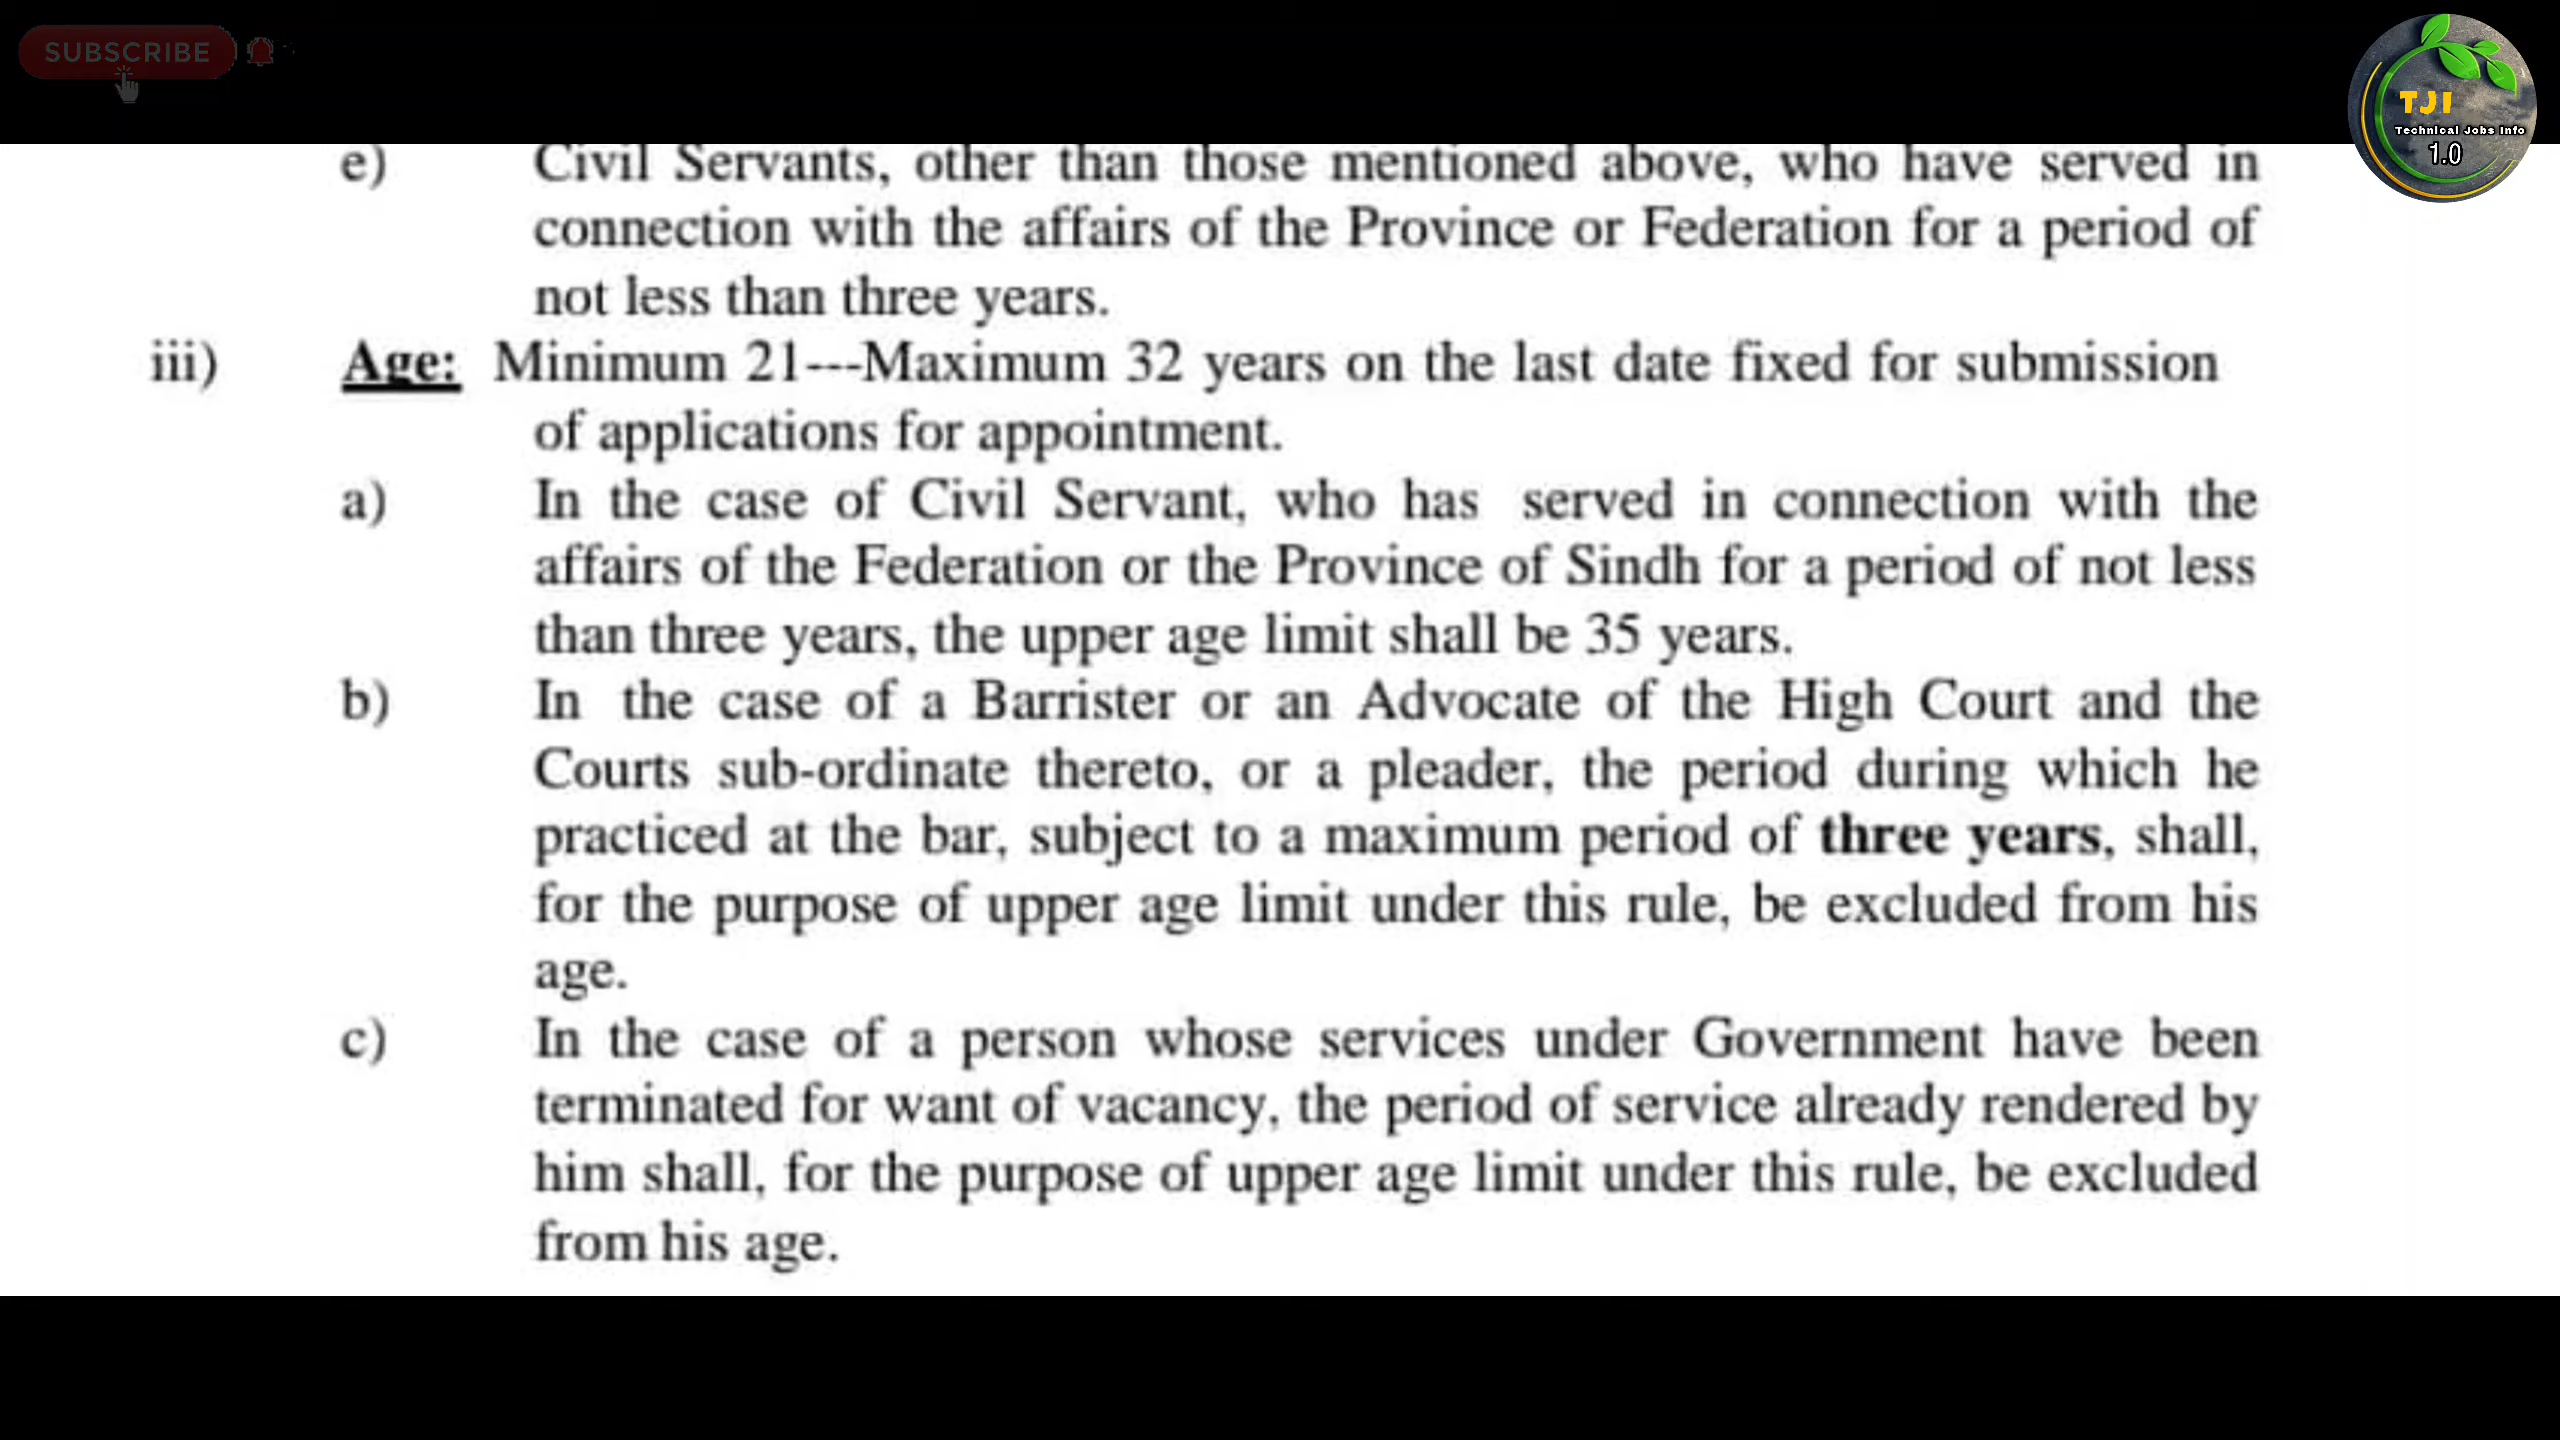 SUBSCRIBE
TJI
Technical Jobs Info
1.0
e) Civil Servants, other than those mentioned above, who have served in
connection with the affairs of the Province or Federation for a period of
not less than three years.
iii) Age: Minimum 21---Maximum 32 years on the last date fixed for submission
of applications for appointment.
a) In the case of Civil Servant, who has served in connection with the
affairs of the Federation or the Province of Sindh for a period of not less
than three years, the upper age limit shall be 35 years.
b) In the case of a Barrister or an Advocate of the High Court and the
Courts sub-ordinate thereto, or a pleader, the period during which he
practiced at the bar, subject to a maximum period of three years, shall,
for the purpose of upper age limit under this rule, be excluded from his
age.
c) In the case of a person whose services under Government have been
terminated for want of vacancy, the period of service already rendered by
him shall, for the purpose of upper age limit under this rule, be excluded
from his age.